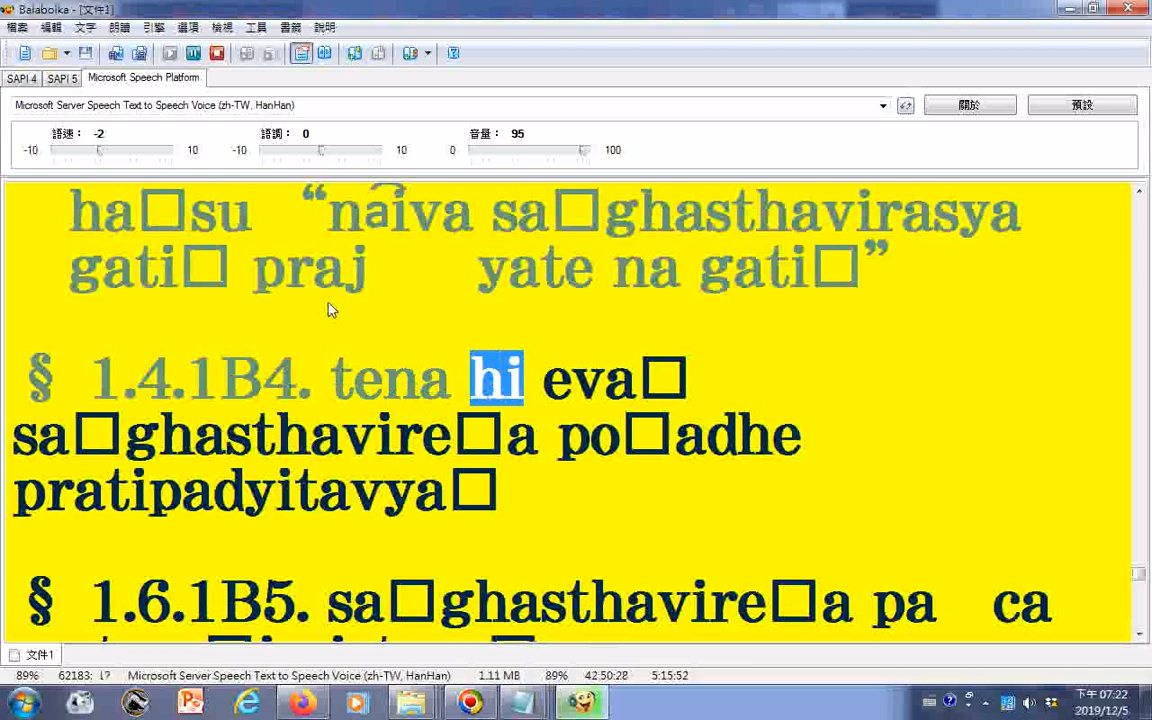 Balabolka - [文件1]
檔案 編輯 文字 朗讀 引擎 選項 檢視 工具 書籤 說明
SAPI 4 SAPI 5 Microsoft Speech Platform
Microsoft Server Speech Text to Speech Voice (zh-TW, HanHan) 關於 預設
語速： -2 語調： 0 音量： 95
-10 10 -10 10 0 100
ha□su “naiva sa□ghasthavirasya
gati□ praj yate na gati□”
§ 1.4.1B4. tena hi eva□
sa□ghasthavire□a po□adhe
pratipadyitavya□
§ 1.6.1B5. sa□ghasthavire□a pa ca
文件1
89% 62183: 17 Microsoft Server Speech Text to Speech Voice (zh-TW, HanHan) 1.11 MB 89% 42:50:28 5:15:52
下午 07:22
2019/12/5